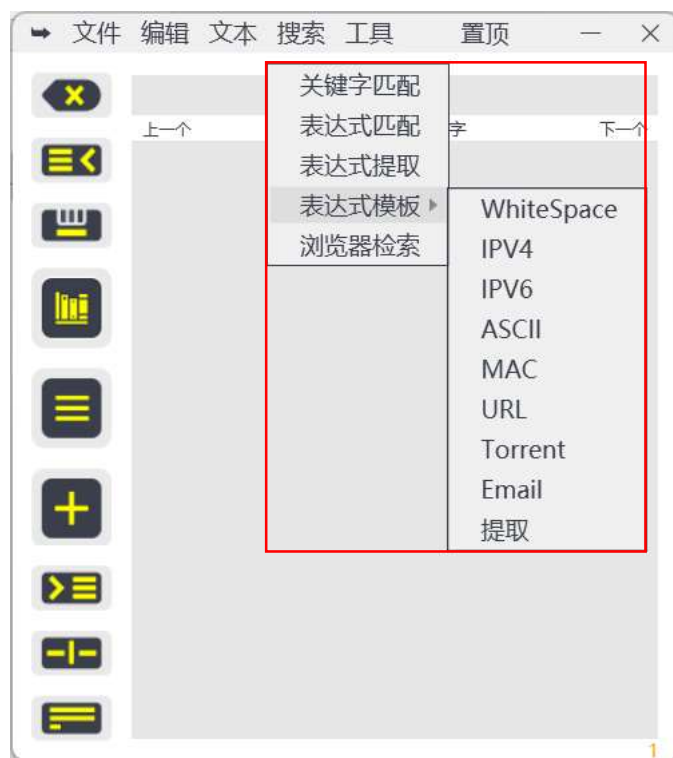 ➥ 文件 编辑 文本 搜索 工具 置顶
关键字匹配
表达式匹配
上一个 字 下一个
表达式提取
表达式模板
浏览器检索
WhiteSpace
IPV4
IPV6
ASCII
MAC
URL
Torrent
Email
提取
1